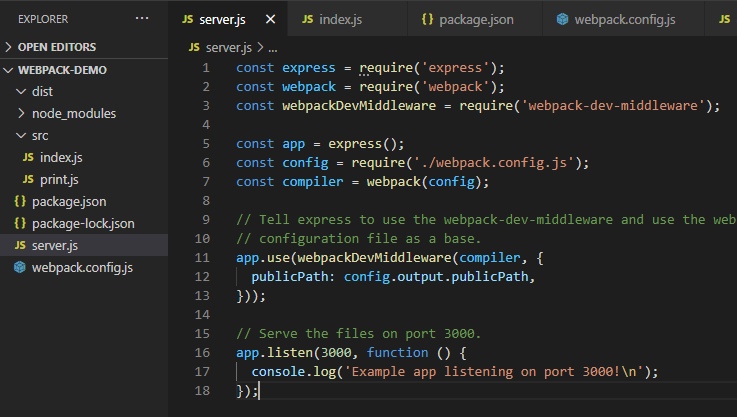 EXPLORER ...
JS server.js × JS index.js {} package.json webpack.config.js JS
OPEN EDITORS
JS server.js > ...
WEBPACK-DEMO
dist
node_modules
src
JS index.js
JS print.js
{} package.json
{} package-lock.json
JS server.js
webpack.config.js
1 const express = require('express');
2 const webpack = require('webpack');
3 const webpackDevMiddleware = require('webpack-dev-middleware');
4
5 const app = express();
6 const config = require('./webpack.config.js');
7 const compiler = webpack(config);
8
9 // Tell express to use the webpack-dev-middleware and use the web
10 // configuration file as a base.
11 app.use(webpackDevMiddleware(compiler, {
12   publicPath: config.output.publicPath,
13 }));
14
15 // Serve the files on port 3000.
16 app.listen(3000, function () {
17   console.log('Example app listening on port 3000!\n');
18 });